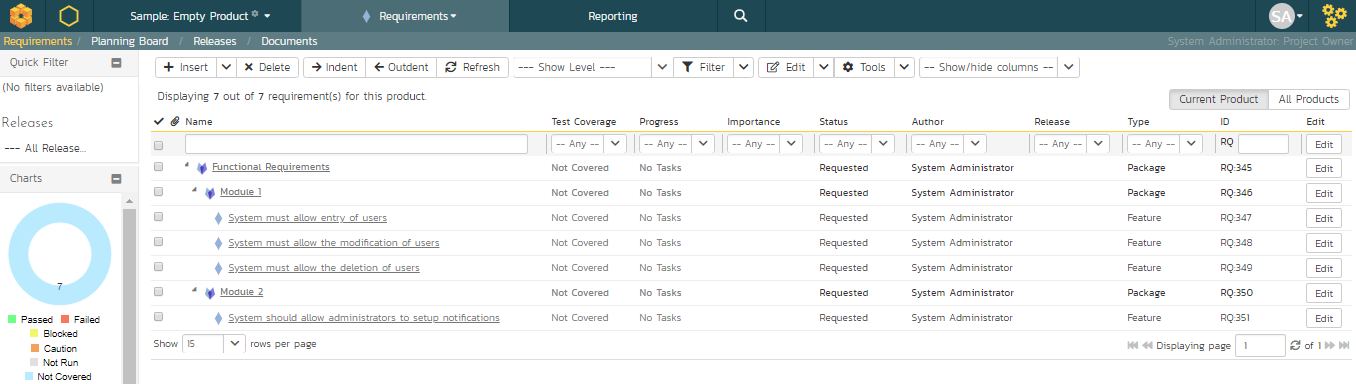 Sample: Empty Product Requirements Reporting SA
Requirements / Planning Board / Releases / Documents System Administrator: Project Owner
Quick Filter
(No filters available)
Releases
--- All Release...
Charts
7
Passed Failed
Blocked
Caution
Not Run
Not Covered
Insert Delete Indent Outdent Refresh --- Show Level --- Filter Edit Tools -- Show/hide columns --
Displaying 7 out of 7 requirement(s) for this product.
Current Product All Products
Name Test Coverage Progress Importance Status Author Release Type ID Edit
-- Any -- -- Any -- -- Any -- -- Any -- -- Any -- -- Any -- -- Any -- RQ Edit
Functional Requirements Not Covered No Tasks Requested System Administrator Package RQ:345 Edit
Module 1 Not Covered No Tasks Requested System Administrator Package RQ:346 Edit
System must allow entry of users Not Covered No Tasks Requested System Administrator Feature RQ:347 Edit
System must allow the modification of users Not Covered No Tasks Requested System Administrator Feature RQ:348 Edit
System must allow the deletion of users Not Covered No Tasks Requested System Administrator Feature RQ:349 Edit
Module 2 Not Covered No Tasks Requested System Administrator Package RQ:350 Edit
System should allow administrators to setup notifications Not Covered No Tasks Requested System Administrator Feature RQ:351 Edit
Show 15 rows per page Displaying page 1 of 1